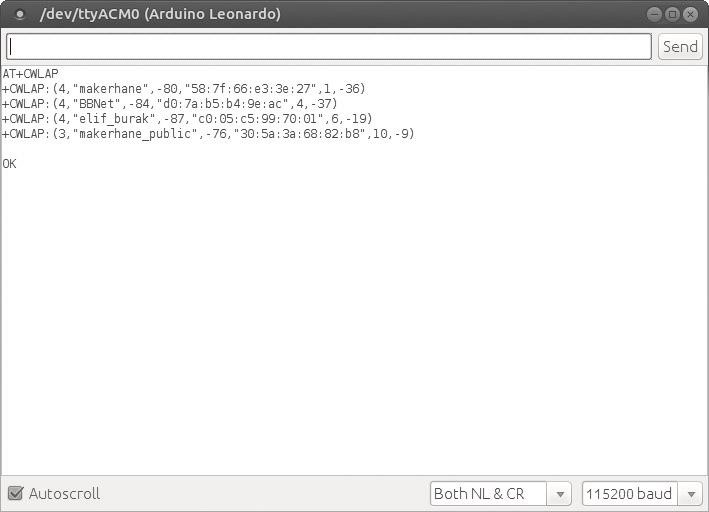 /dev/ttyACM0 (Arduino Leonardo)
Send
AT+CWLAP
+CWLAP:(4,"makerhane",-80,"58:7f:66:e3:3e:27",1,-36)
+CWLAP:(4,"BBNet",-84,"d0:7a:b5:b4:9e:ac",4,-37)
+CWLAP:(4,"elif_burak",-87,"c0:05:c5:99:70:01",6,-19)
+CWLAP:(3,"makerhane_public",-76,"30:5a:3a:68:82:b8",10,-9)
OK
Autoscroll
Both NL & CR
115200 baud